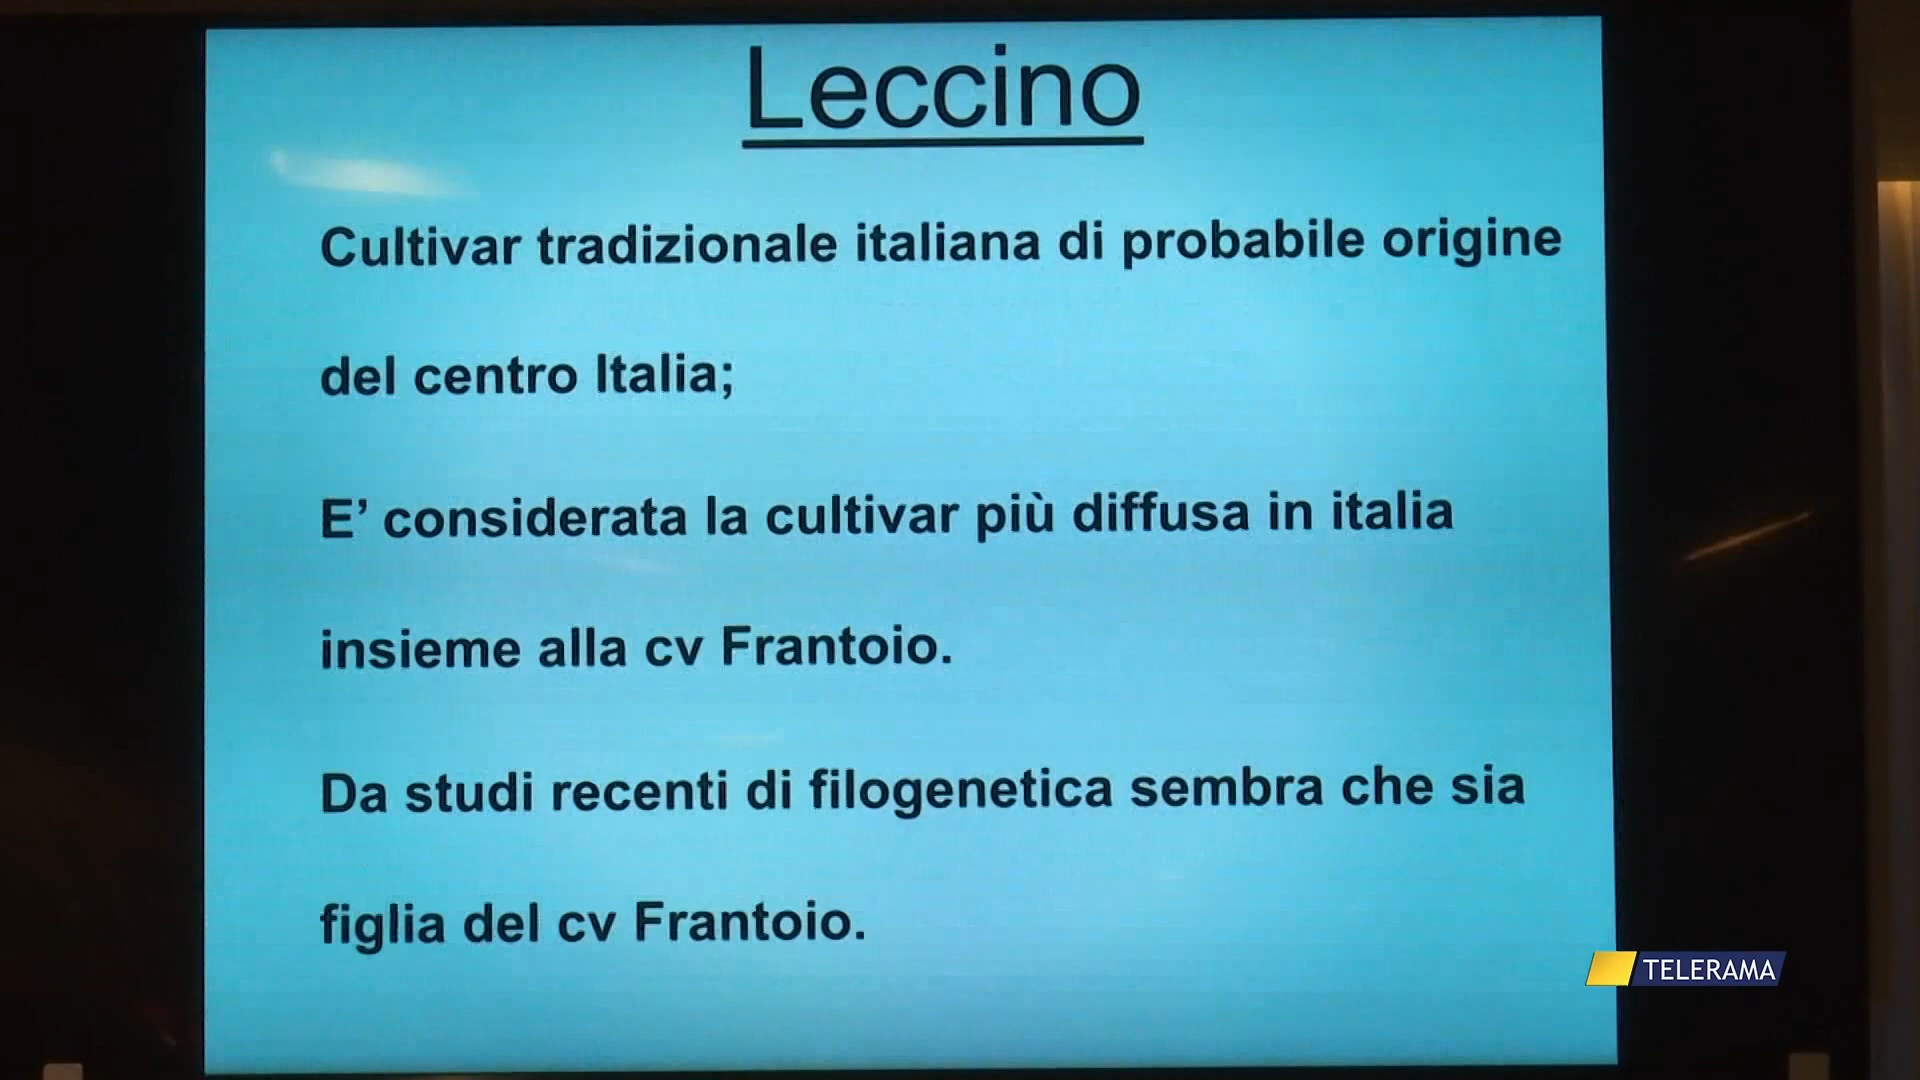 Leccino
Cultivar tradizionale italiana di probabile origine
del centro Italia;
E’ considerata la cultivar più diffusa in italia
insieme alla cv Frantoio.
Da studi recenti di filogenetica sembra che sia
figlia del cv Frantoio.
TELERAMA